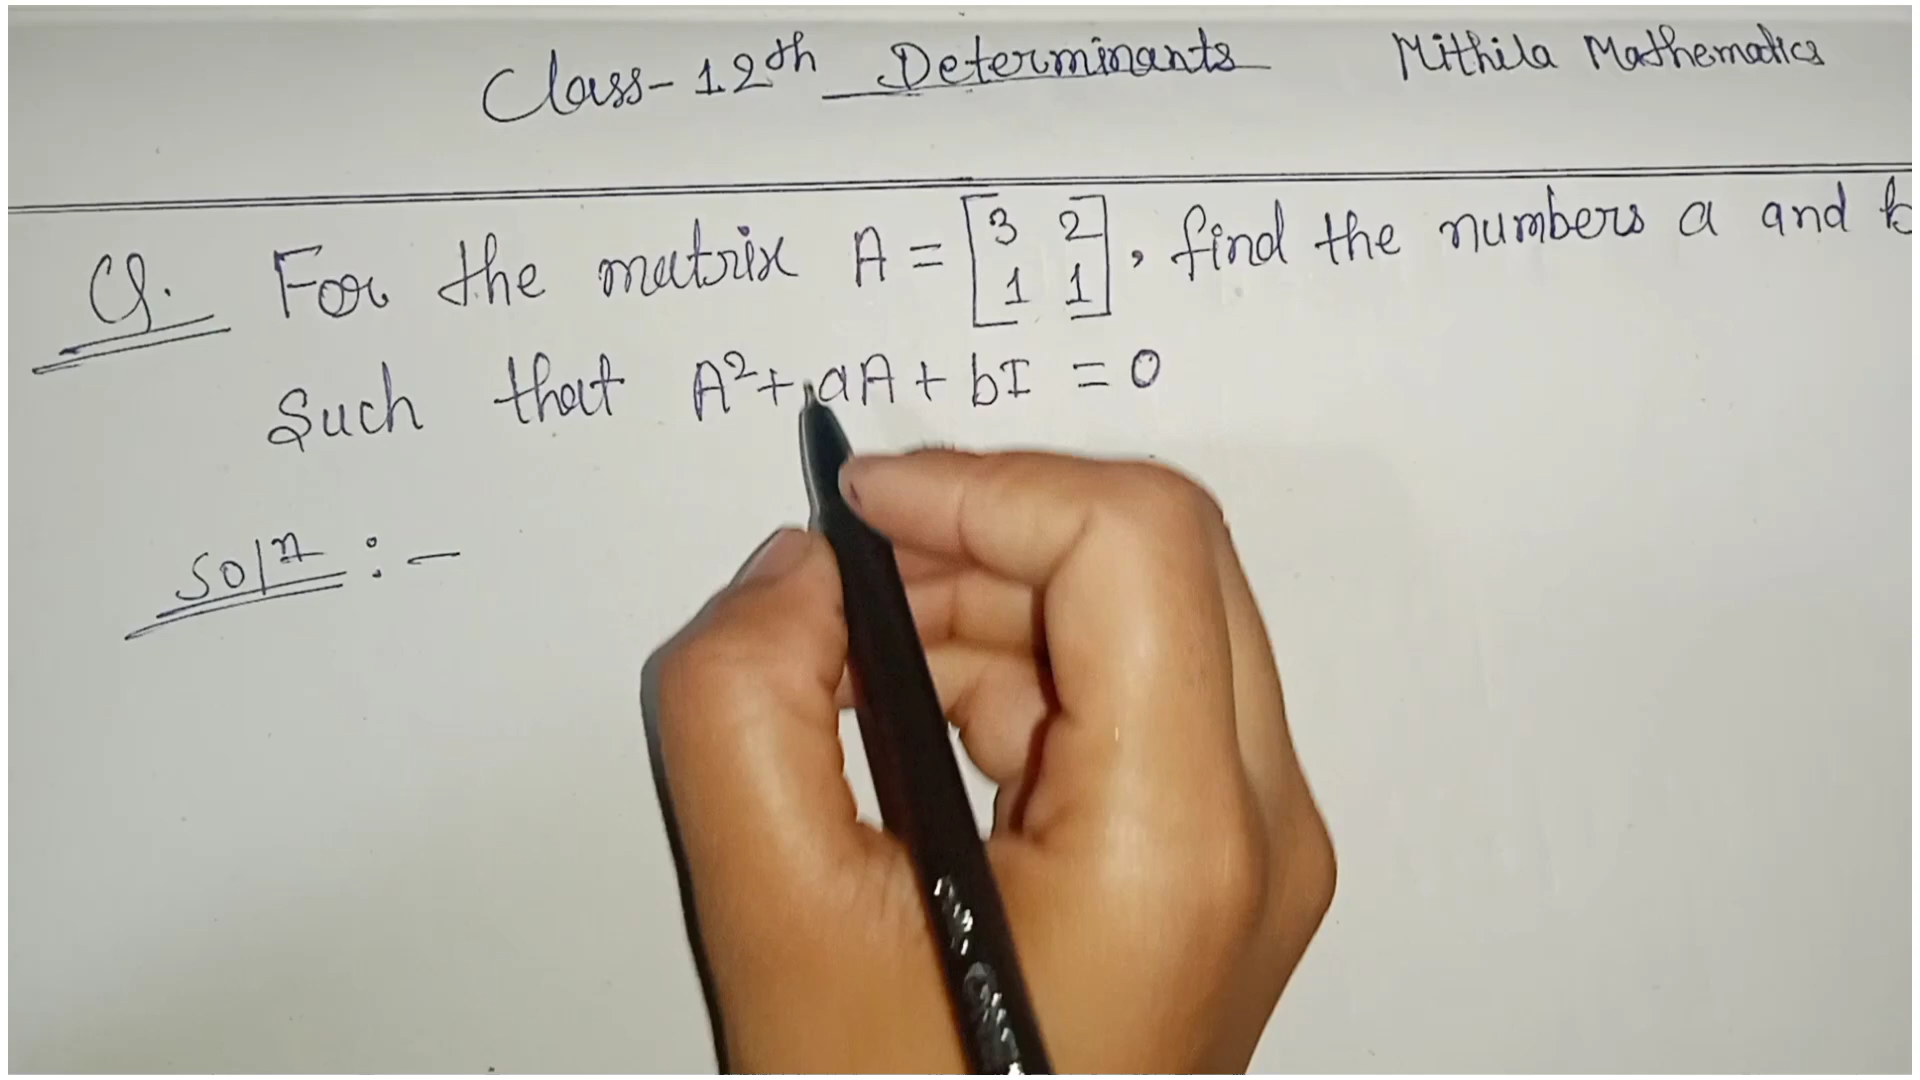 Class-12th Determinants Mithila Mathematics
Q. For the matrix A = [3 2; 1 1], find the numbers a and b
Such that A²+aA+bI = 0
Solⁿ :-